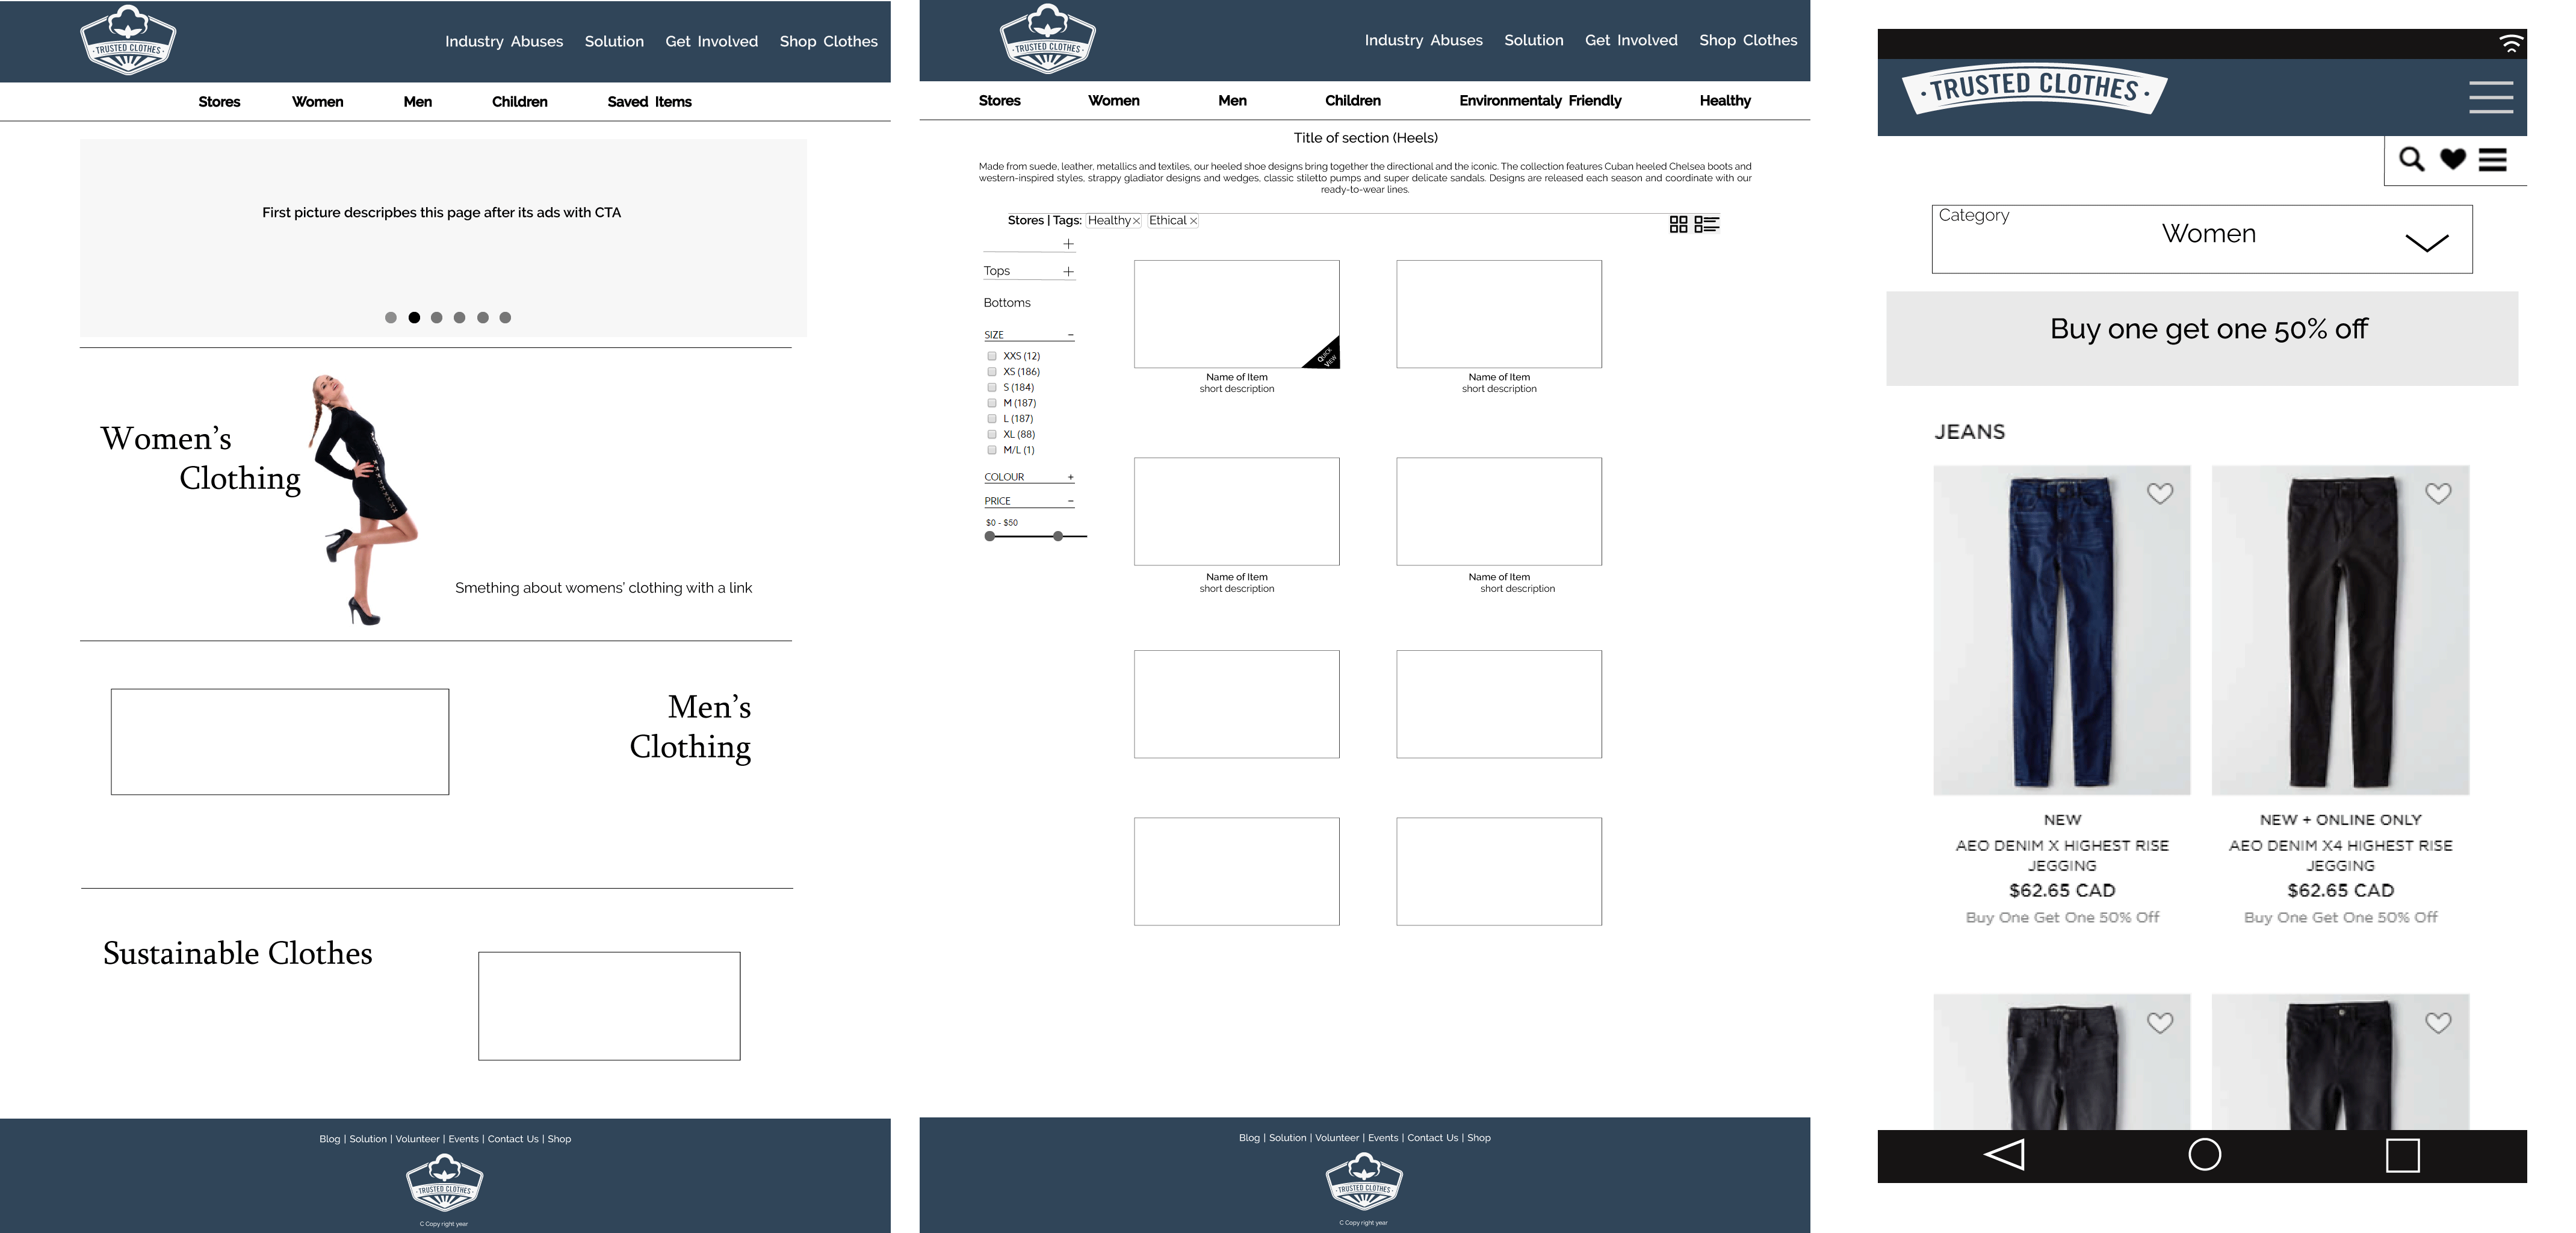 TRUSTED CLOTHES
Industry Abuses Solution Get Involved Shop Clothes
Stores Women Men Children Saved Items
First picture descripbes this page after its ads with CTA
Women's
Clothing
Smething about womens' clothing with a link
Men's
Clothing
Sustainable Clothes
Blog | Solution | Volunteer | Events | Contact Us | Shop
TRUSTED CLOTHES
C Copy right year
TRUSTED CLOTHES
Industry Abuses Solution Get Involved Shop Clothes
Stores Women Men Children Environmentaly Friendly Healthy
Title of section (Heels)
Made from suede, leather, metallics and textiles, our heeled shoe designs bring together the directional and the iconic. The collection features Cuban heeled Chelsea boots and
western-inspired styles, strappy gladiator designs and wedges, classic stiletto pumps and super delicate sandals. Designs are released each season and coordinate with our
ready-to-wear lines.
Stores | Tags: Healthy× Ethical ×
+
Tops +
Bottoms
SIZE −
XXS (12)
XS (186)
S (184)
M (187)
L (187)
XL (88)
M/L (1)
COLOUR +
PRICE −
$0 - $50
Quick
View
Name of Item
short description
Name of Item
short description
Name of Item
short description
Name of Item
short description
Blog | Solution | Volunteer | Events | Contact Us | Shop
TRUSTED CLOTHES
C Copy right year
· TRUSTED CLOTHES ·
Category
Women
Buy one get one 50% off
JEANS
NEW
AEO DENIM X HIGHEST RISE
JEGGING
$62.65 CAD
Buy One Get One 50% Off
NEW + ONLINE ONLY
AEO DENIM X4 HIGHEST RISE
JEGGING
$62.65 CAD
Buy One Get One 50% Off